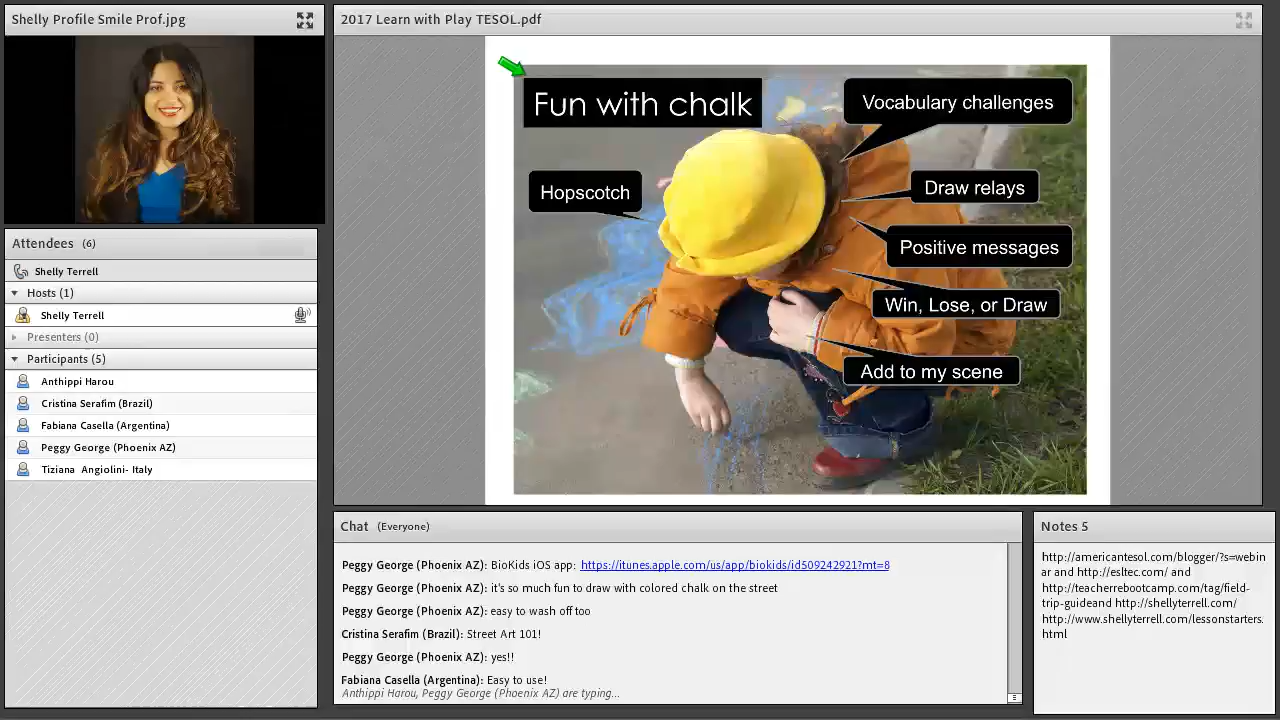 Shelly Profile Smile Prof.jpg
Attendees (6)
Shelly Terrell
Hosts (1)
Shelly Terrell
Presenters (0)
Participants (5)
Anthippi Harou
Cristina Serafim (Brazil)
Fabiana Casella (Argentina)
Peggy George (Phoenix AZ)
Tiziana Angiolini- Italy
2017 Learn with Play TESOL.pdf
Fun with chalk
Vocabulary challenges
Hopscotch
Draw relays
Positive messages
Win, Lose, or Draw
Add to my scene
Chat (Everyone)
Peggy George (Phoenix AZ): BioKids iOS app: https://itunes.apple.com/us/app/biokids/id509242921?mt=8
Peggy George (Phoenix AZ): it's so much fun to draw with colored chalk on the street
Peggy George (Phoenix AZ): easy to wash off too
Cristina Serafim (Brazil): Street Art 101!
Peggy George (Phoenix AZ): yes!!
Fabiana Casella (Argentina): Easy to use!
Anthippi Harou, Peggy George (Phoenix AZ) are typing...
Notes 5
http://americantesol.com/blogger/?s=webin
ar and http://esltec.com/ and
http://teacherrebootcamp.com/tag/field-
trip-guideand http://shellyterrell.com/
http://www.shellyterrell.com/lessonstarters.
html